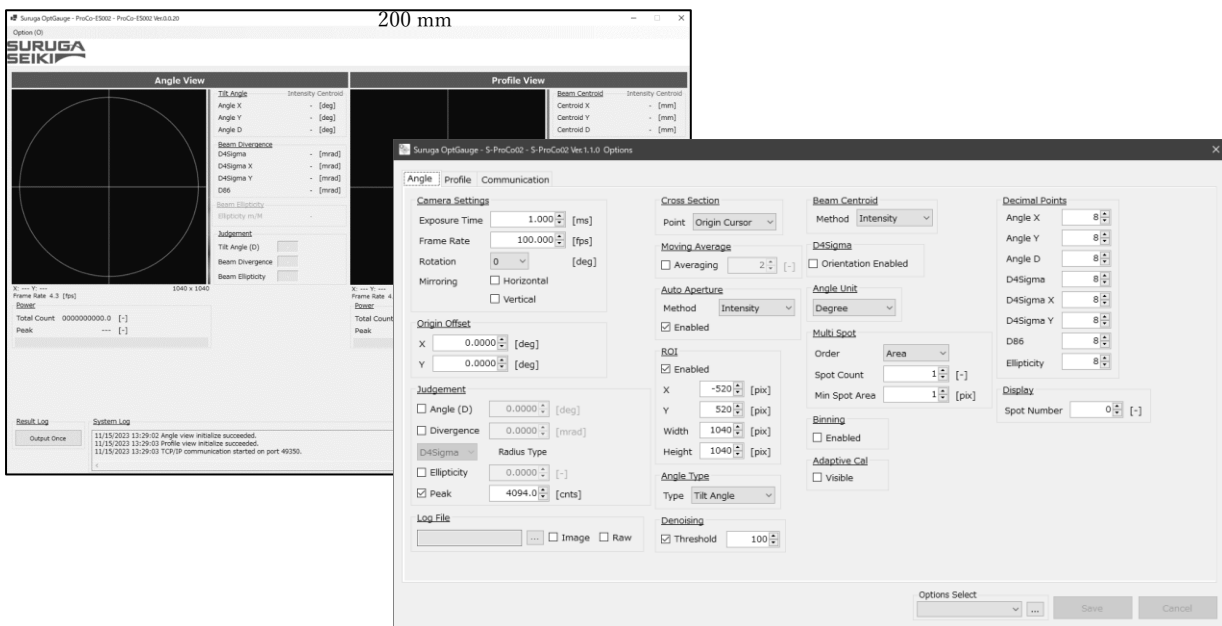 Suruga OptGauge - ProCo-E5002 - ProCo-E5002 Ver.0.0.20
200 mm
Option (O)
SURUGA
SEIKI
Angle View
Profile View
Tilt Angle Intensity Centroid
Angle X - [deg]
Angle Y - [deg]
Angle D - [deg]
Beam Divergence
D4Sigma - [mrad]
D4Sigma X - [mrad]
D4Sigma Y - [mrad]
D86 - [mrad]
Beam Ellipticity
Ellipticity m/M -
Judgement
Tilt Angle (D)
Beam Divergence
Beam Ellipticity
X: --- Y: --- 1040 x 1040
Frame Rate 4.3 [fps]
Power
Total Count 0000000000.0 [-]
Peak --- [-]
Beam Centroid Intensity Centroid
Centroid X - [mm]
Centroid Y - [mm]
Centroid D - [mm]
X: --- Y:
Frame Rate 4.
Power
Total Count
Peak
Result Log
Output Once
System Log
11/15/2023 13:29:02 Angle view initialize succeeded.
11/15/2023 13:29:03 Profile view initialize succeeded.
11/15/2023 13:29:03 TCP/IP communication started on port 49350.
Suruga OptGauge - S-ProCo02 - S-ProCo02 Ver.1.1.0 Options
Angle Profile Communication
Camera Settings
Exposure Time 1.000 [ms]
Frame Rate 100.000 [fps]
Rotation 0 [deg]
Mirroring Horizontal
Vertical
Origin Offset
X 0.0000 [deg]
Y 0.0000 [deg]
Judgement
Angle (D) 0.0000 [deg]
Divergence 0.0000 [mrad]
D4Sigma Radius Type
Ellipticity 0.0000 [-]
Peak 4094.0 [cnts]
Log File
... Image Raw
Cross Section
Point Origin Cursor
Moving Average
Averaging 2 [-]
Auto Aperture
Method Intensity
Enabled
ROI
Enabled
X -520 [pix]
Y 520 [pix]
Width 1040 [pix]
Height 1040 [pix]
Angle Type
Type Tilt Angle
Denoising
Threshold 100
Beam Centroid
Method Intensity
D4Sigma
Orientation Enabled
Angle Unit
Degree
Multi Spot
Order Area
Spot Count 1 [-]
Min Spot Area 1 [pix]
Binning
Enabled
Adaptive Cal
Visible
Decimal Points
Angle X 8
Angle Y 8
Angle D 8
D4Sigma 8
D4Sigma X 8
D4Sigma Y 8
D86 8
Ellipticity 8
Display
Spot Number 0 [-]
Options Select
... Save Cancel